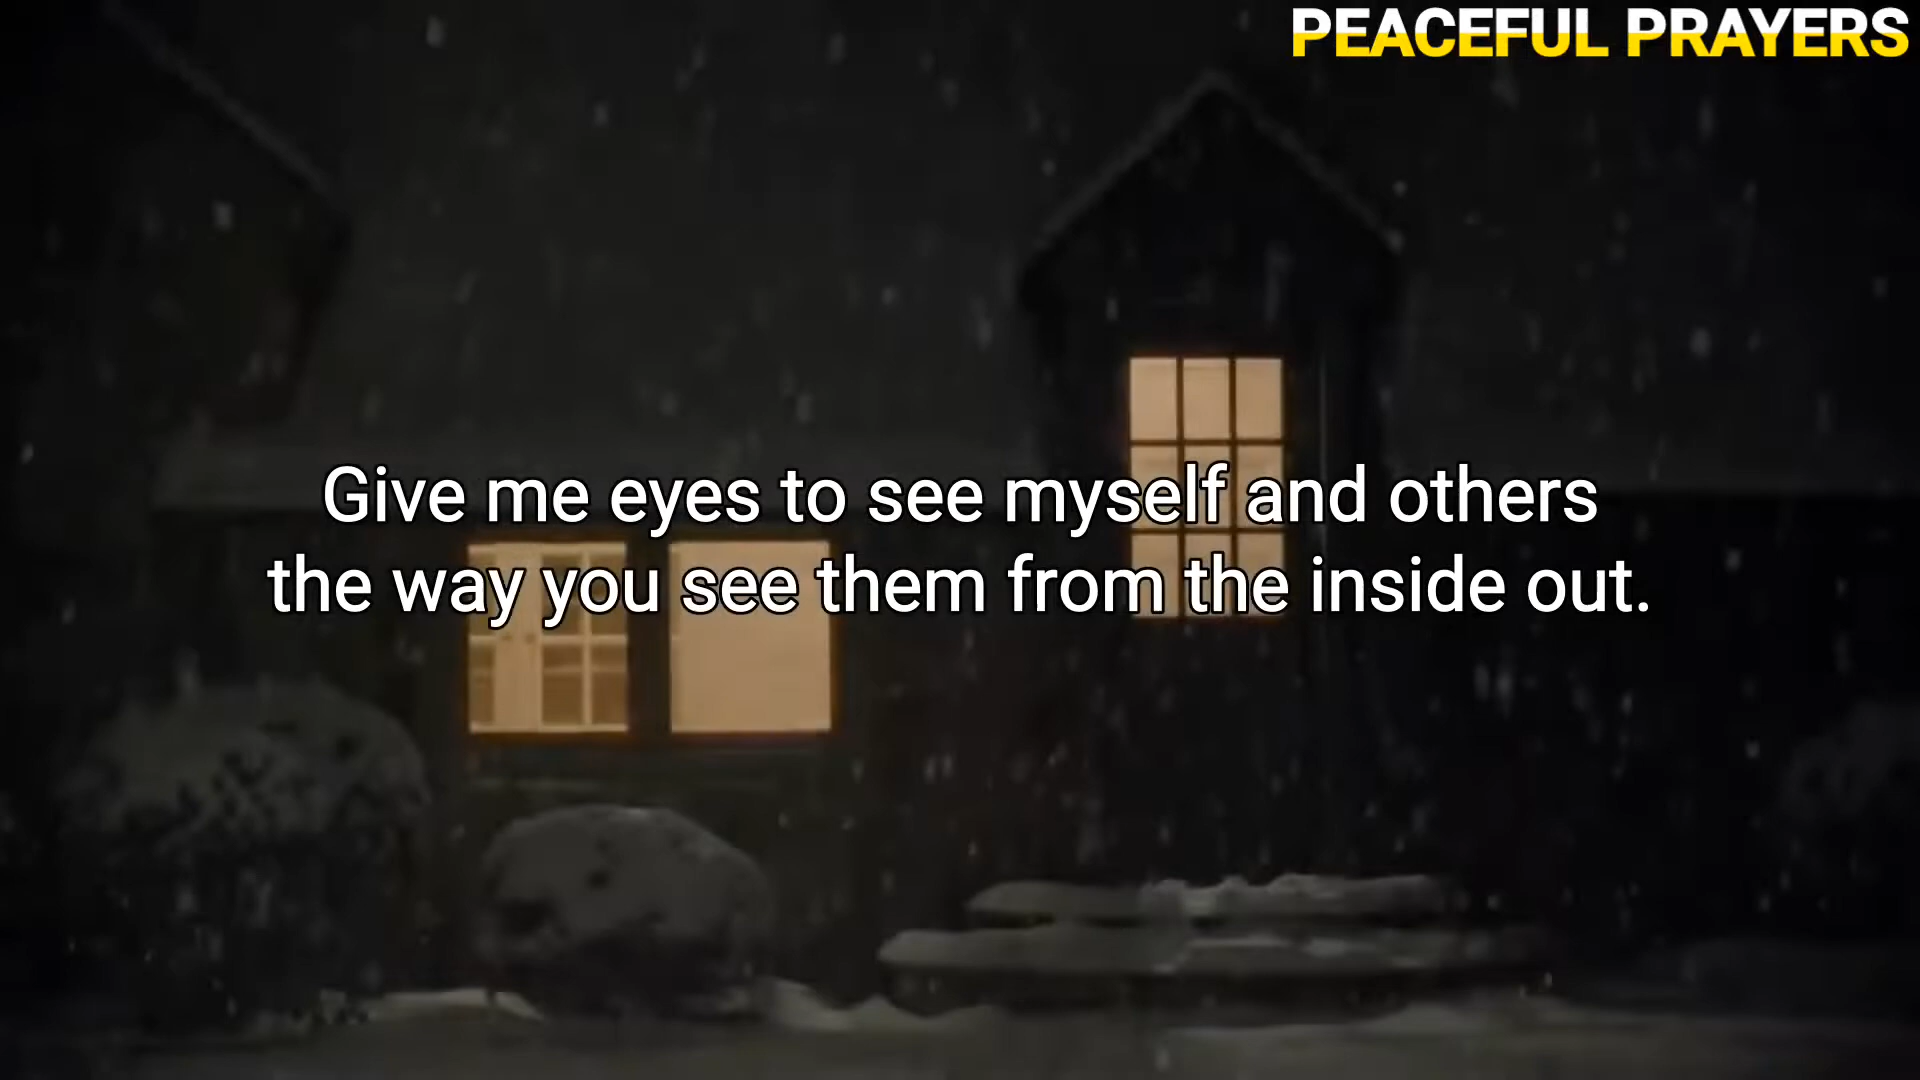 PEACEFUL PRAYERS
Give me eyes to see myself and others
the way you see them from the inside out.